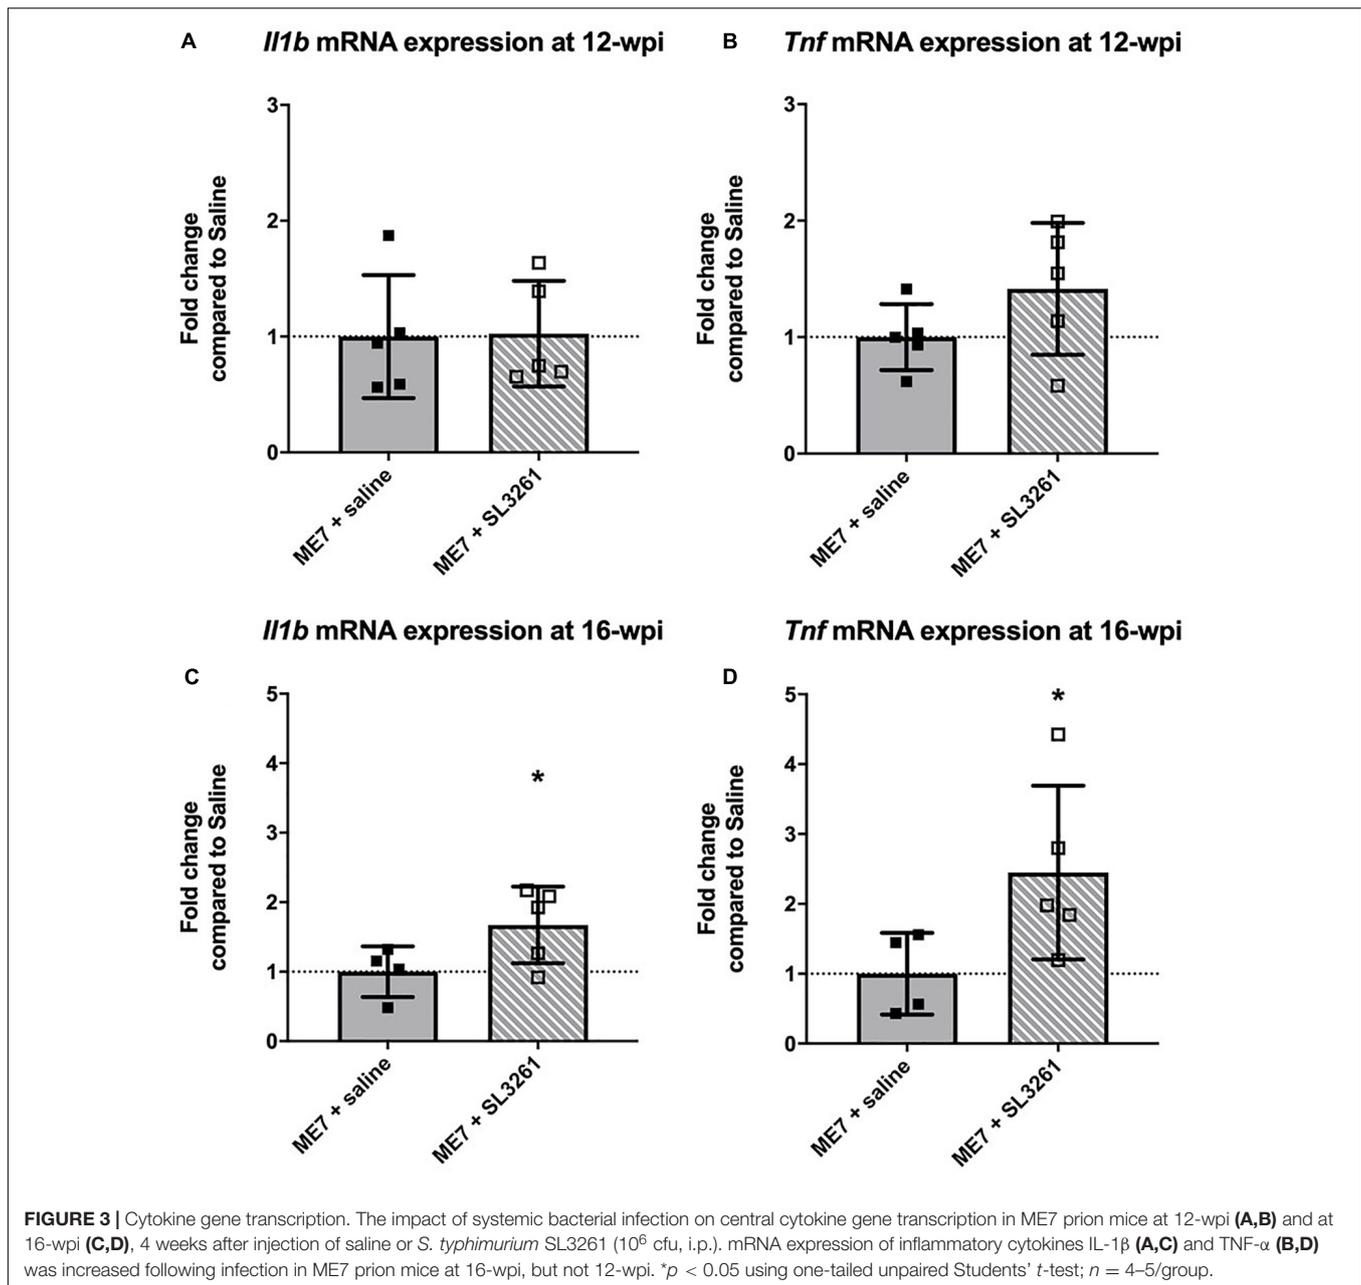 A
Il1b mRNA expression at 12-wpi
B
Tnf mRNA expression at 12-wpi
Fold change
compared to Saline
3
2
1
0
ME7 + saline
ME7 + SL3261
Fold change
compared to Saline
3
2
1
0
ME7 + saline
ME7 + SL3261
Il1b mRNA expression at 16-wpi
Tnf mRNA expression at 16-wpi
C
D
Fold change
compared to Saline
5
4
3
2
1
0
*
ME7 + saline
ME7 + SL3261
Fold change
compared to Saline
5
4
3
2
1
0
*
ME7 + saline
ME7 + SL3261
FIGURE 3 | Cytokine gene transcription. The impact of systemic bacterial infection on central cytokine gene transcription in ME7 prion mice at 12-wpi (A,B) and at
16-wpi (C,D), 4 weeks after injection of saline or S. typhimurium SL3261 (10⁶ cfu, i.p.). mRNA expression of inflammatory cytokines IL-1β (A,C) and TNF-α (B,D)
was increased following infection in ME7 prion mice at 16-wpi, but not 12-wpi. *p < 0.05 using one-tailed unpaired Students' t-test; n = 4–5/group.